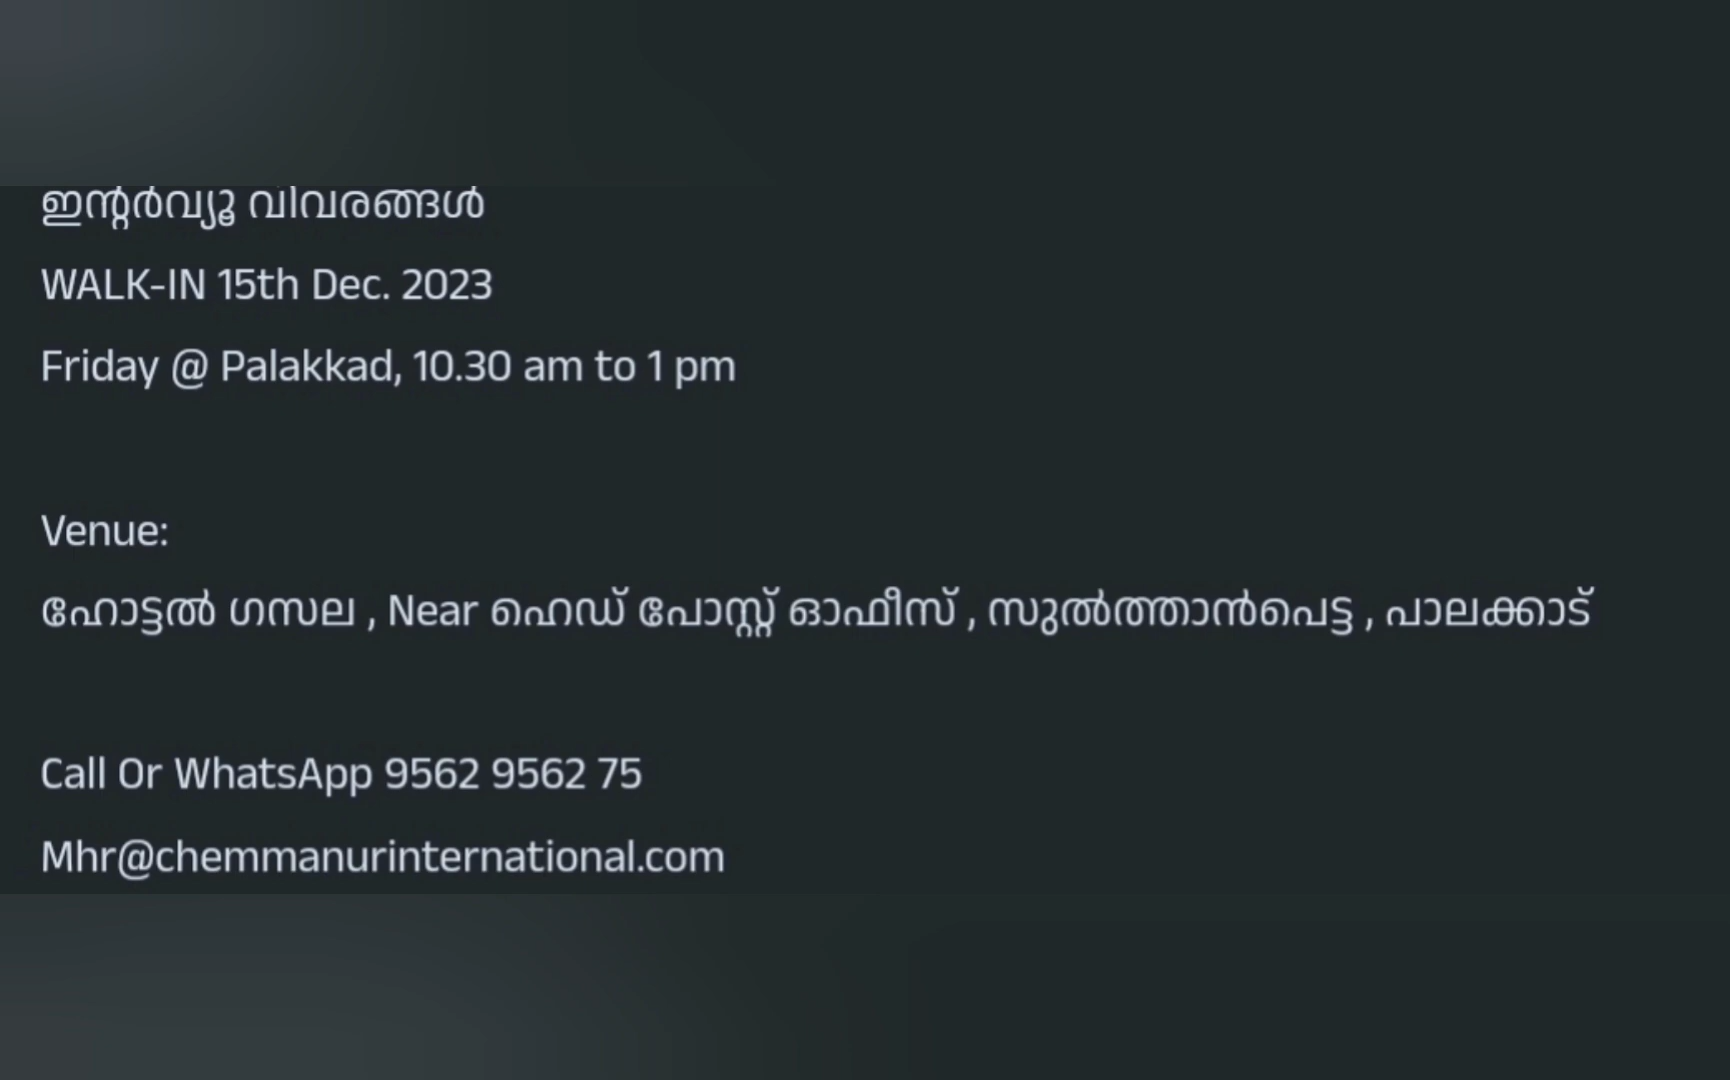 ഇന്റർവ്യൂ വിവരങ്ങൾ
WALK-IN 15th Dec. 2023
Friday @ Palakkad, 10.30 am to 1 pm
Venue:
ഹോട്ടൽ ഗസല , Near ഹെഡ് പോസ്റ്റ് ഓഫീസ് , സുൽത്താൻപെട്ട , പാലക്കാട്
Call Or WhatsApp 9562 9562 75
Mhr@chemmanurinternational.com